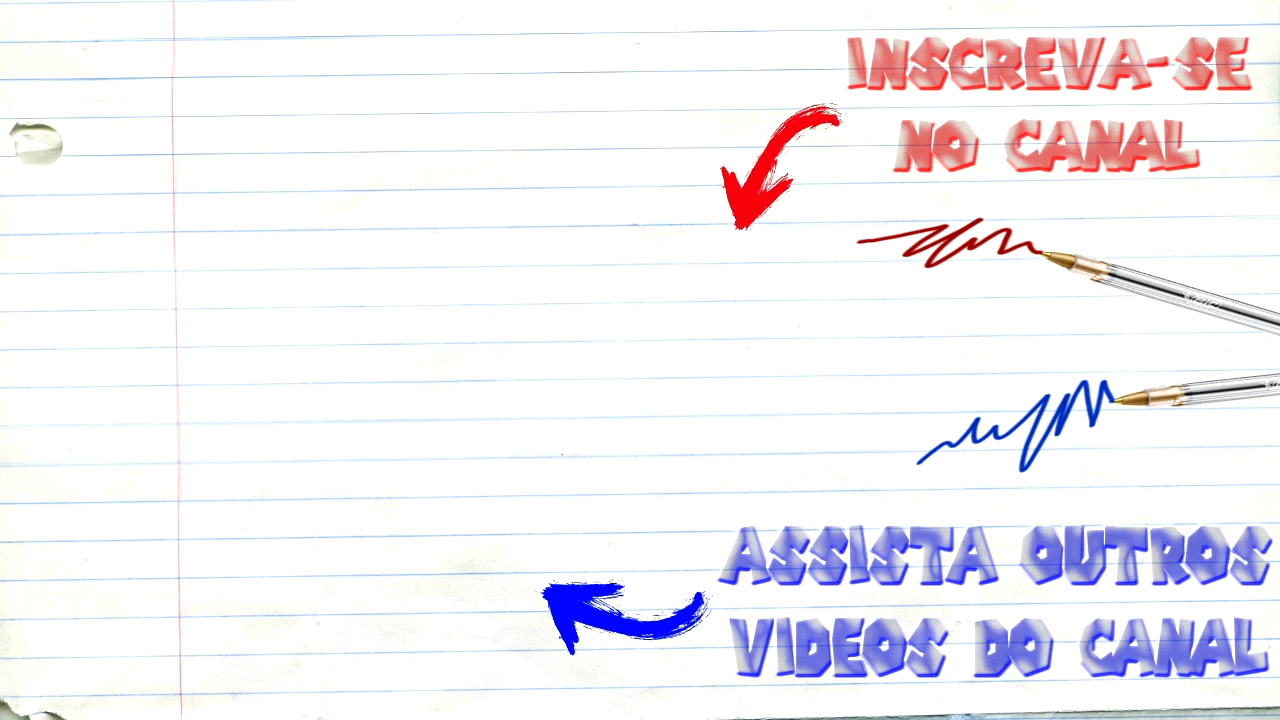 INSCREVA-SE
NO CANAL
ASSISTA OUTROS
VIDEOS DO CANAL